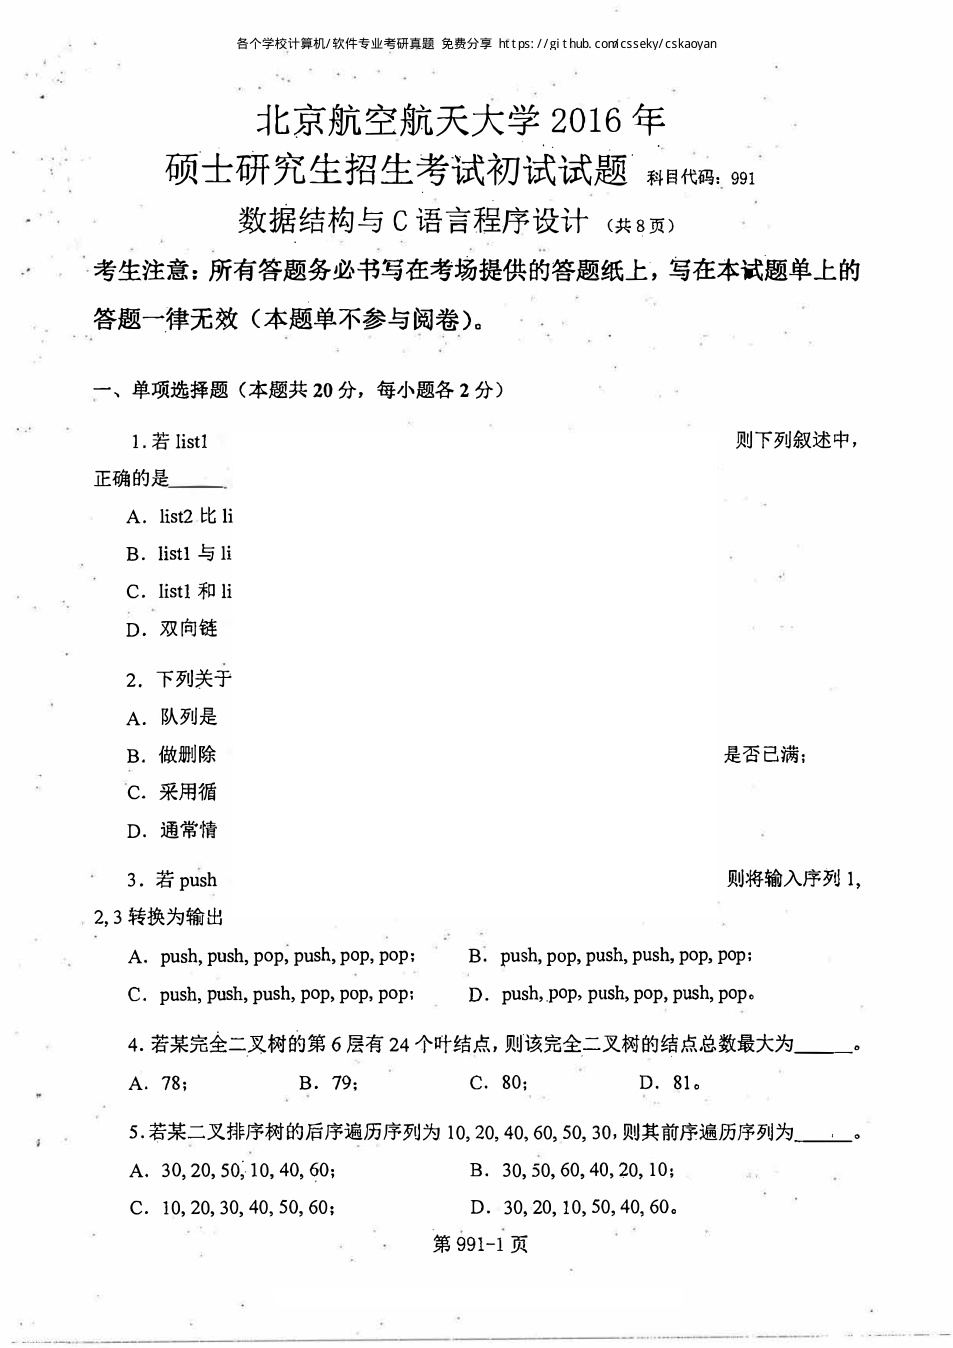 各个学校计算机/软件专业考研真题 免费分享 https://github.com/csseky/cskaoyan
北京航空航天大学 2016 年
硕士研究生招生考试初试试题 科目代码: 991
数据结构与 C 语言程序设计 (共 8 页)
考生注意: 所有答题务必书写在考场提供的答题纸上, 写在本试题单上的
答题一律无效（本题单不参与阅卷）。
一、单项选择题（本题共 20 分，每小题各 2 分）
1. 若 list1 则下列叙述中，
正确的是______
A. list2 比 li
B. list1 与 li
C. list1 和 li
D. 双向链
2. 下列关于
A. 队列是
B. 做删除 是否已满;
C. 采用循
D. 通常情
3. 若 push 则将输入序列 1,
2, 3 转换为输出
A. push, push, pop, push, pop, pop; B. push, pop, push, push, pop, pop;
C. push, push, push, pop, pop, pop; D. push, pop, push, pop, push, pop。
4. 若某完全二叉树的第 6 层有 24 个叶结点, 则该完全二叉树的结点总数最大为______。
A. 78; B. 79; C. 80; D. 81。
5. 若某二叉排序树的后序遍历序列为 10, 20, 40, 60, 50, 30, 则其前序遍历序列为______。
A. 30, 20, 50, 10, 40, 60; B. 30, 50, 60, 40, 20, 10;
C. 10, 20, 30, 40, 50, 60; D. 30, 20, 10, 50, 40, 60。
第 991-1 页